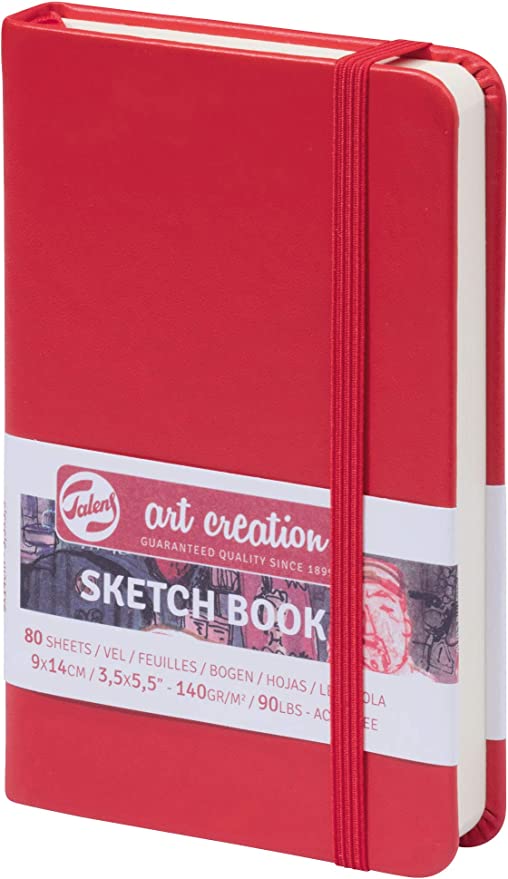 Talens
art creation
GUARANTEED QUALITY SINCE 1899
SKETCH BOOK
80 SHEETS / VEL / FEUILLES / BOGEN / HOJAS /
9X14CM / 3,5X5,5” - 140GR/M² / 90LBS -